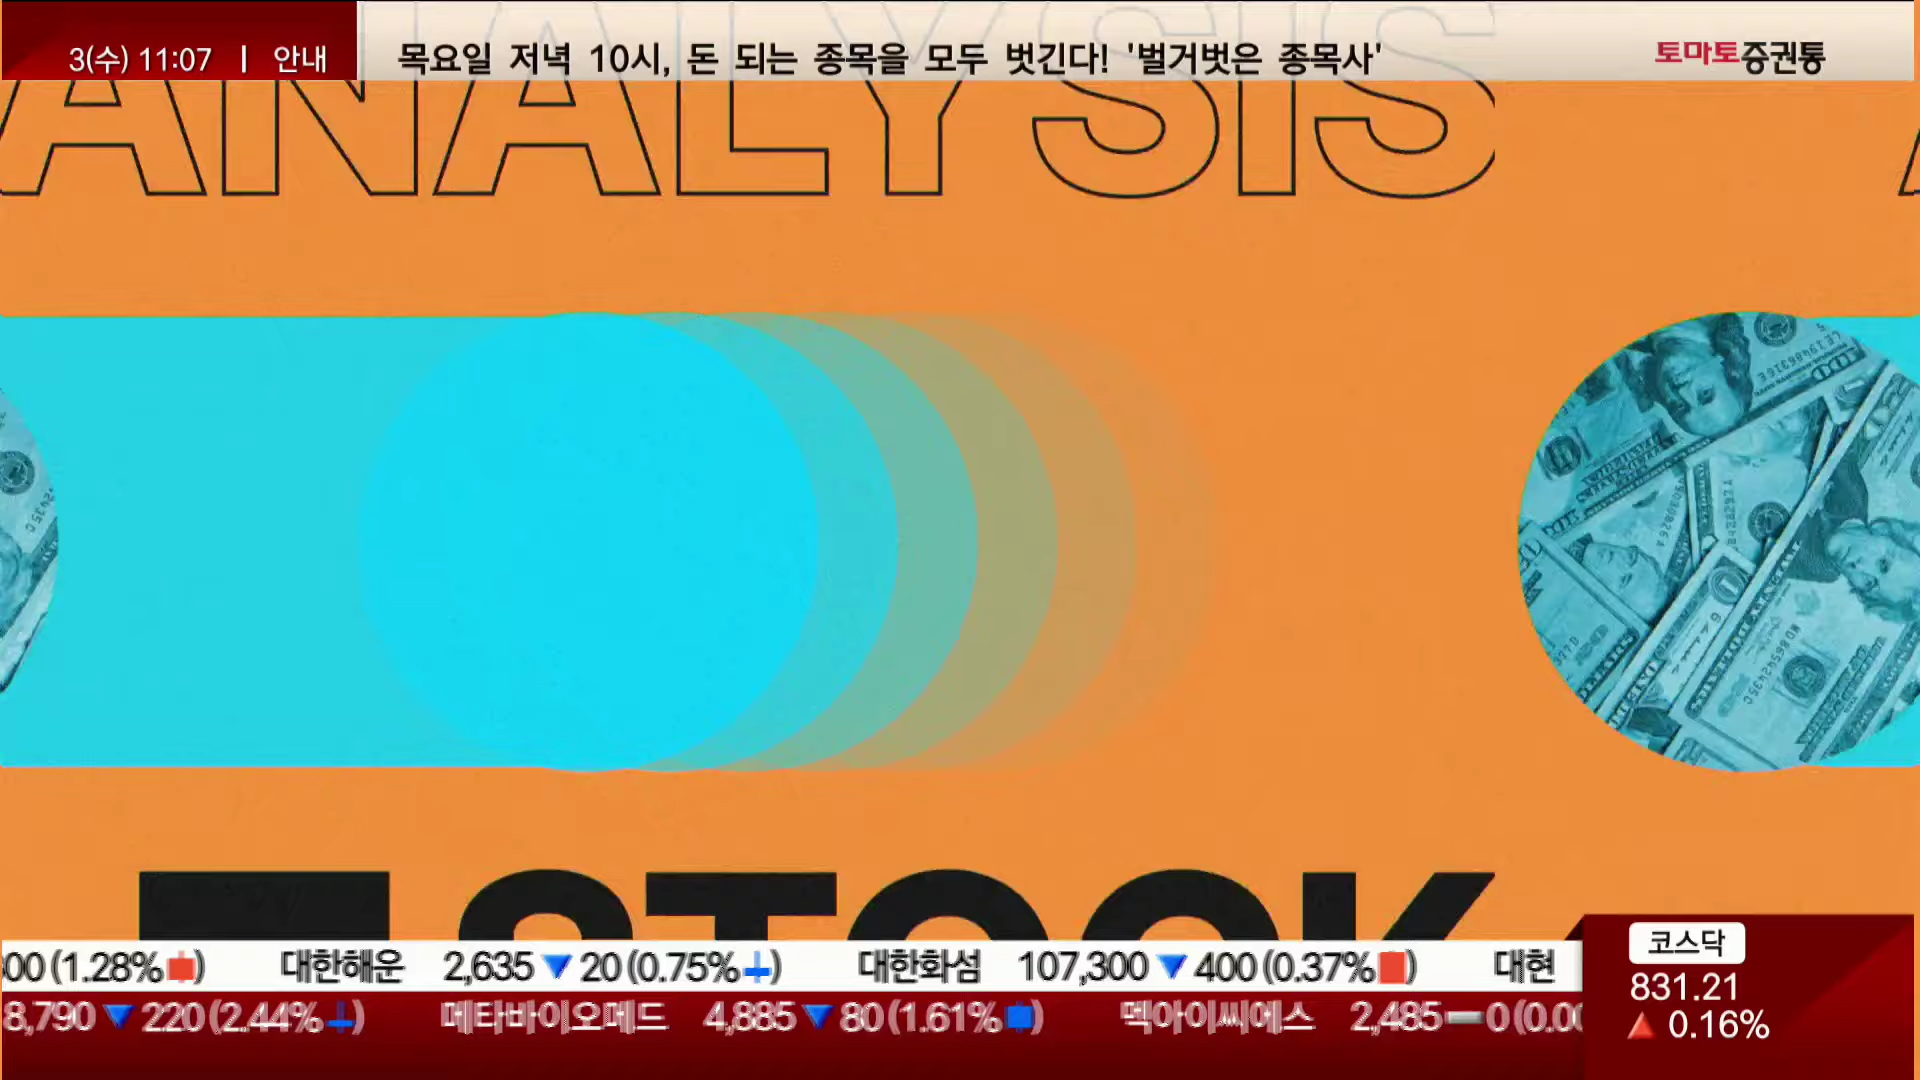 3(수) 11:07 | 안내
목요일 저녁 10시, 돈 되는 종목을 모두 벗긴다! '벌거벗은 종목사'
토마토증권통
ANALYSIS
STOCK
00(1.28%)
대한해운 2,635 ▼ 20(0.75%)
대한화섬 107,300 ▼ 400(0.37%)
대현
8,790 ▼ 220(2.44%)
메타바이오메드 4,885 ▼ 80(1.61%)
멕아이씨에스 2,485 0(0.00
코스닥
831.21
▲ 0.16%